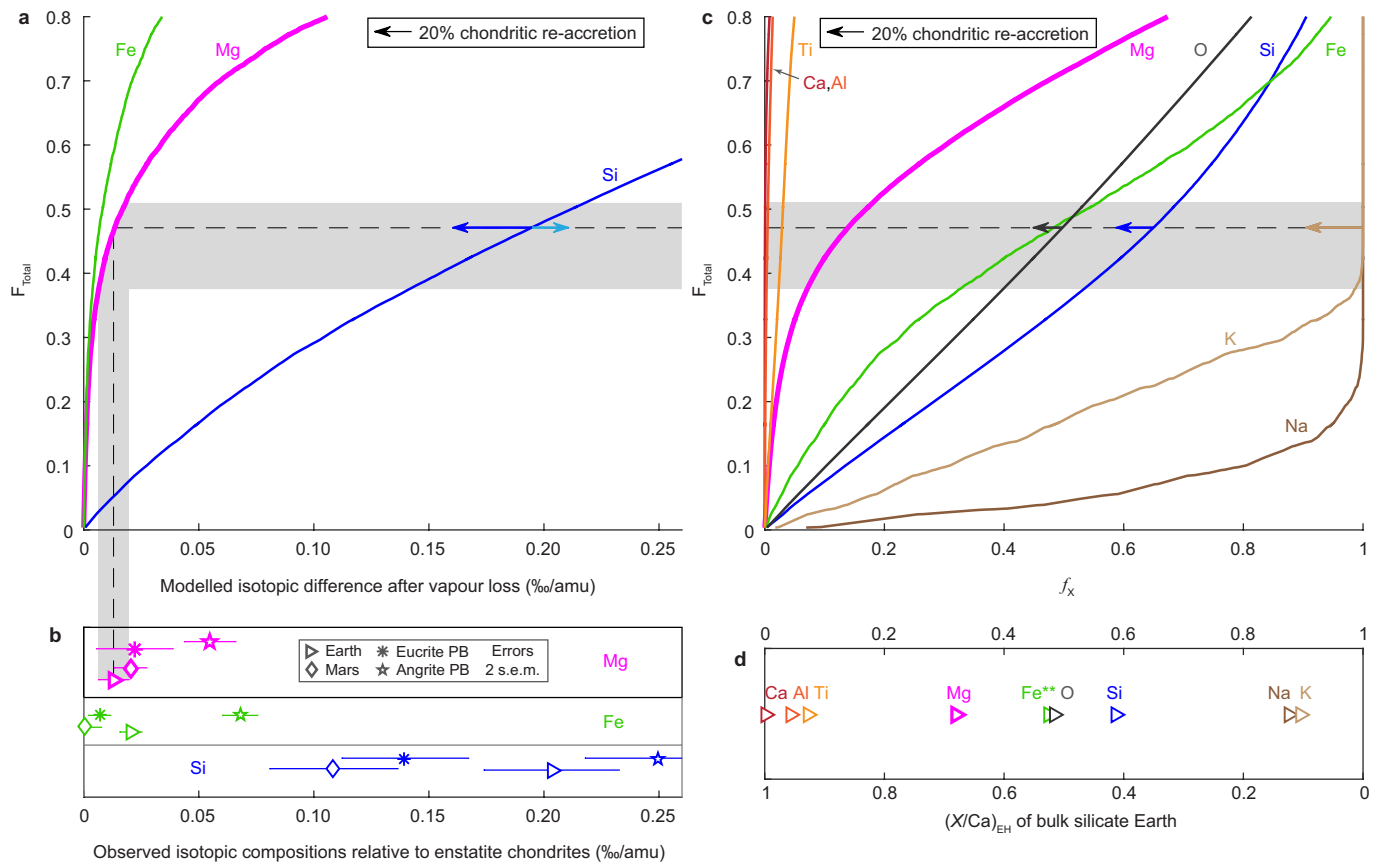 a
20% chondritic re-accretion
Fe
Mg
Si
F_Total
0.8
0.7
0.6
0.5
0.4
0.3
0.2
0.1
0
0 0.05 0.10 0.15 0.20 0.25
Modelled isotopic difference after vapour loss (‰/amu)
b
Earth Eucrite PB Errors
Mars Angrite PB 2 s.e.m.
Mg
Fe
Si
0 0.05 0.10 0.15 0.20 0.25
Observed isotopic compositions relative to enstatite chondrites (‰/amu)
c
20% chondritic re-accretion
Ti
Ca,Al
Mg
O
Si
Fe
K
Na
F_Total
0.8
0.7
0.6
0.5
0.4
0.3
0.2
0.1
0
0 0.2 0.4 0.6 0.8 1
f_x
d
0 0.2 0.4 0.6 0.8 1
Ca Al Ti Mg Fe** O Si Na K
1 0.8 0.6 0.4 0.2 0
(X/Ca)_EH of bulk silicate Earth